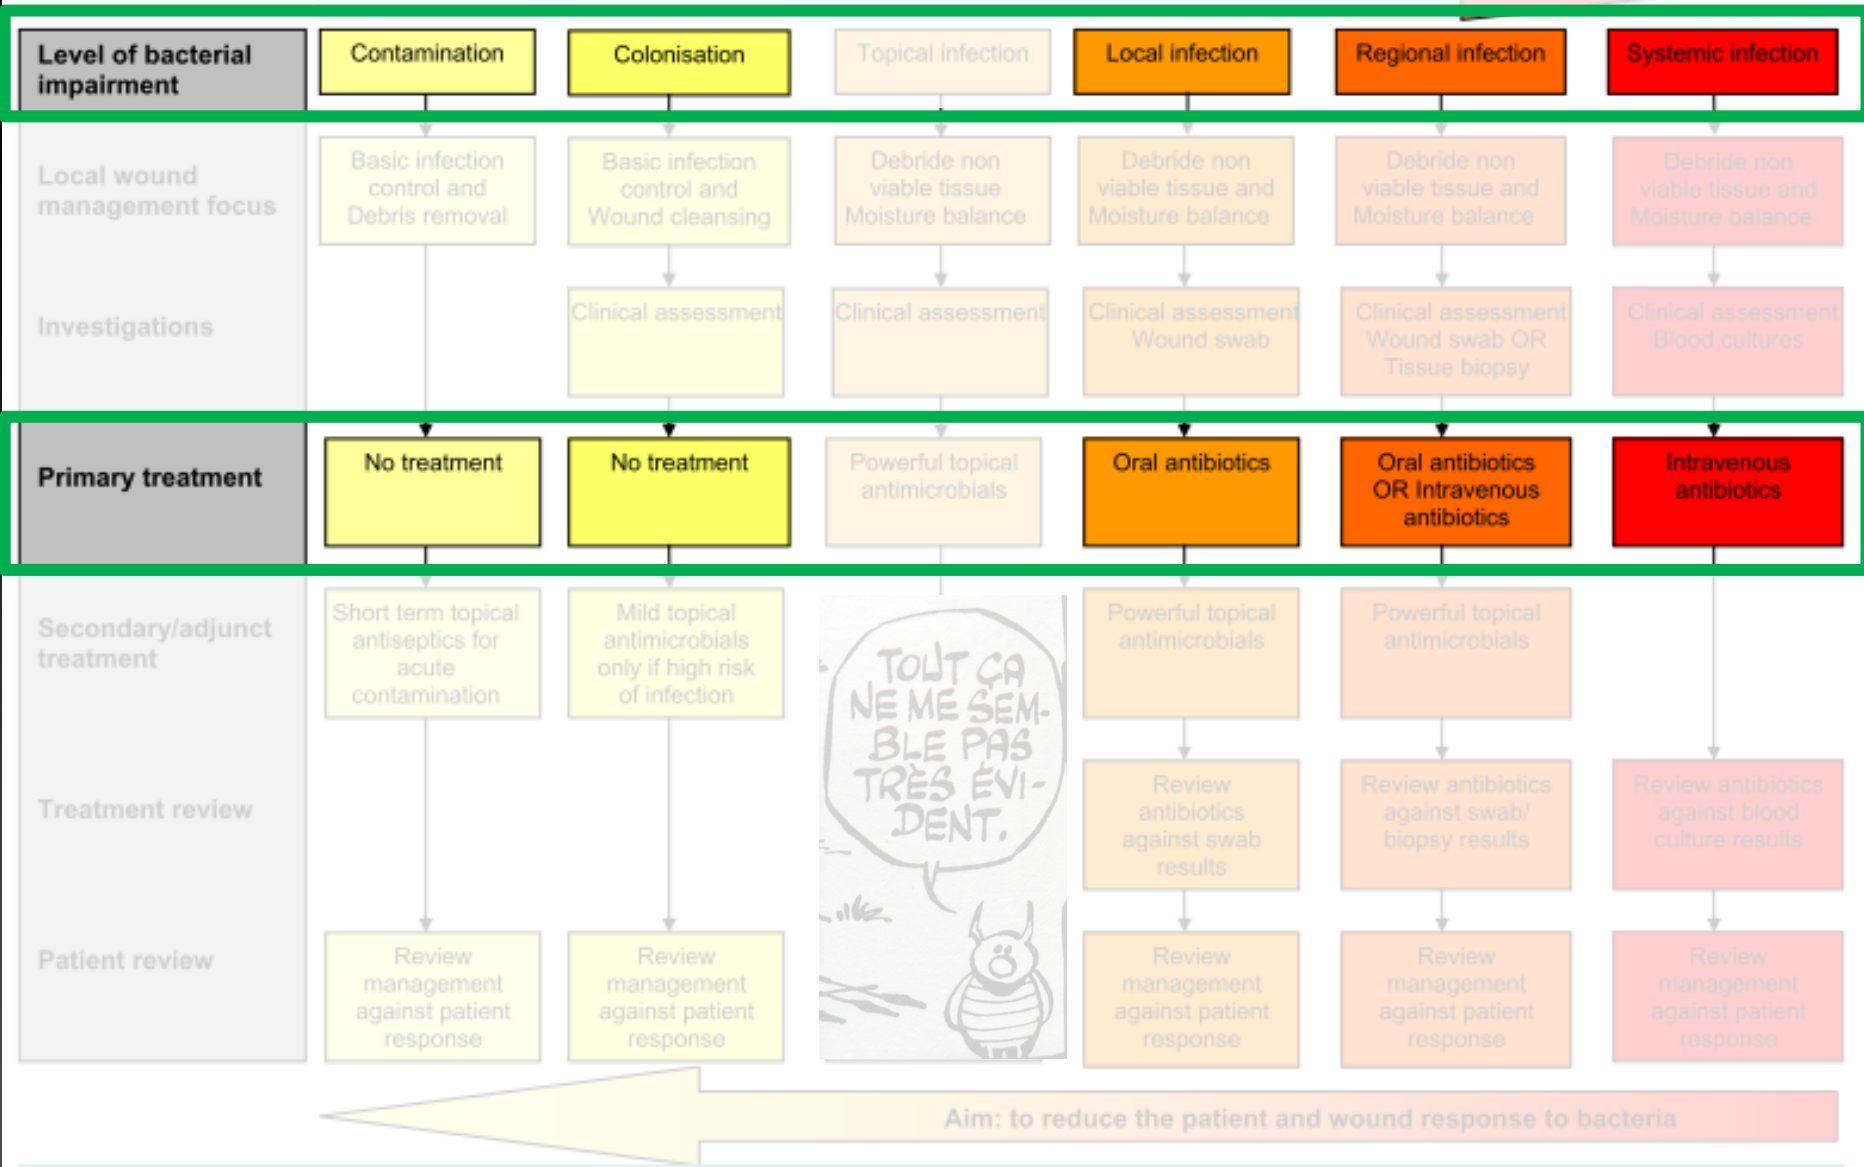 Level of bacterial
impairment
Contamination
Colonisation
Topical infection
Local infection
Regional infection
Systemic infection
Local wound
management focus
Basic infection
control and
Debris removal
Basic infection
control and
Wound cleansing
Debride non
viable tissue
Moisture balance
Debride non
viable tissue and
Moisture balance
Debride non
viable tissue and
Moisture balance
Debride non
viable tissue and
Moisture balance
Investigations
Clinical assessment
Clinical assessment
Clinical assessment
Wound swab
Clinical assessment
Wound swab OR
Tissue biopsy
Clinical assessment
Blood cultures
Primary treatment
No treatment
No treatment
Powerful topical
antimicrobials
Oral antibiotics
Oral antibiotics
OR Intravenous
antibiotics
Intravenous
antibiotics
Secondary/adjunct
treatment
Short term topical
antiseptics for
acute
contamination
Mild topical
antimicrobials
only if high risk
of infection
TOUT ÇA
NE ME SEM-
BLE PAS
TRÈS ÉVI-
DENT.
Powerful topical
antimicrobials
Powerful topical
antimicrobials
Treatment review
Review
antibiotics
against swab
results
Review antibiotics
against swab/
biopsy results
Review antibiotics
against blood
culture results
Patient review
Review
management
against patient
response
Review
management
against patient
response
Review
management
against patient
response
Review
management
against patient
response
Review
management
against patient
response
Aim: to reduce the patient and wound response to bacteria